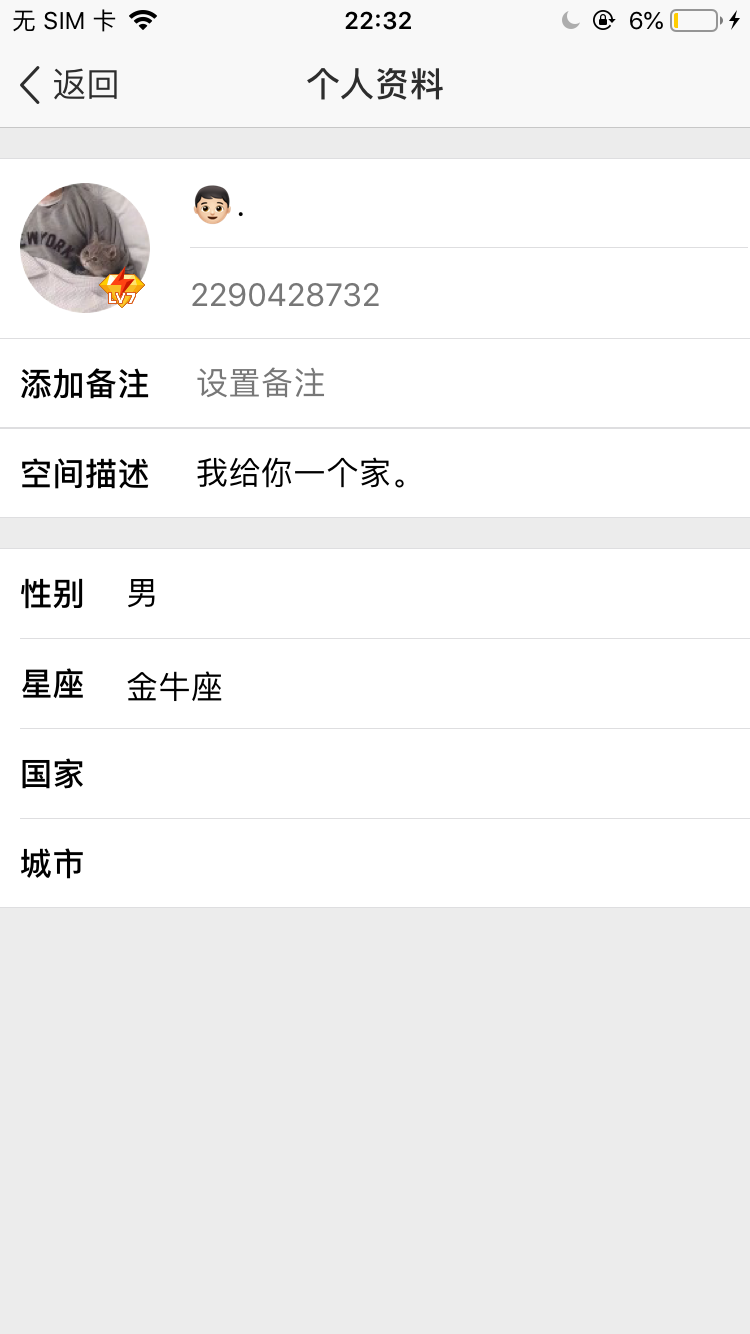 无 SIM 卡 22:32 6%
返回 个人资料
👦🏻 .
2290428732
LV7
添加备注 设置备注
空间描述 我给你一个家。
性别 男
星座 金牛座
国家
城市